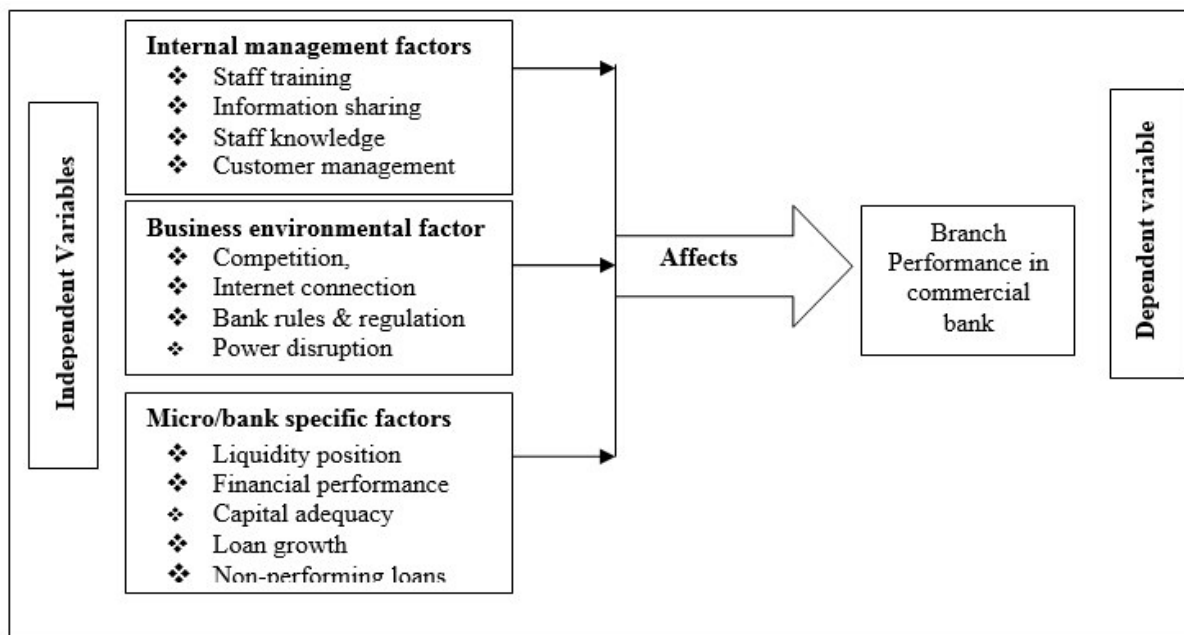 Independent Variables
Internal management factors
❖ Staff training
❖ Information sharing
❖ Staff knowledge
❖ Customer management
Business environmental factor
❖ Competition,
❖ Internet connection
❖ Bank rules & regulation
❖ Power disruption
Micro/bank specific factors
❖ Liquidity position
❖ Financial performance
❖ Capital adequacy
❖ Loan growth
❖ Non-performing loans
Affects
Branch
Performance in
commercial
bank
Dependent variable